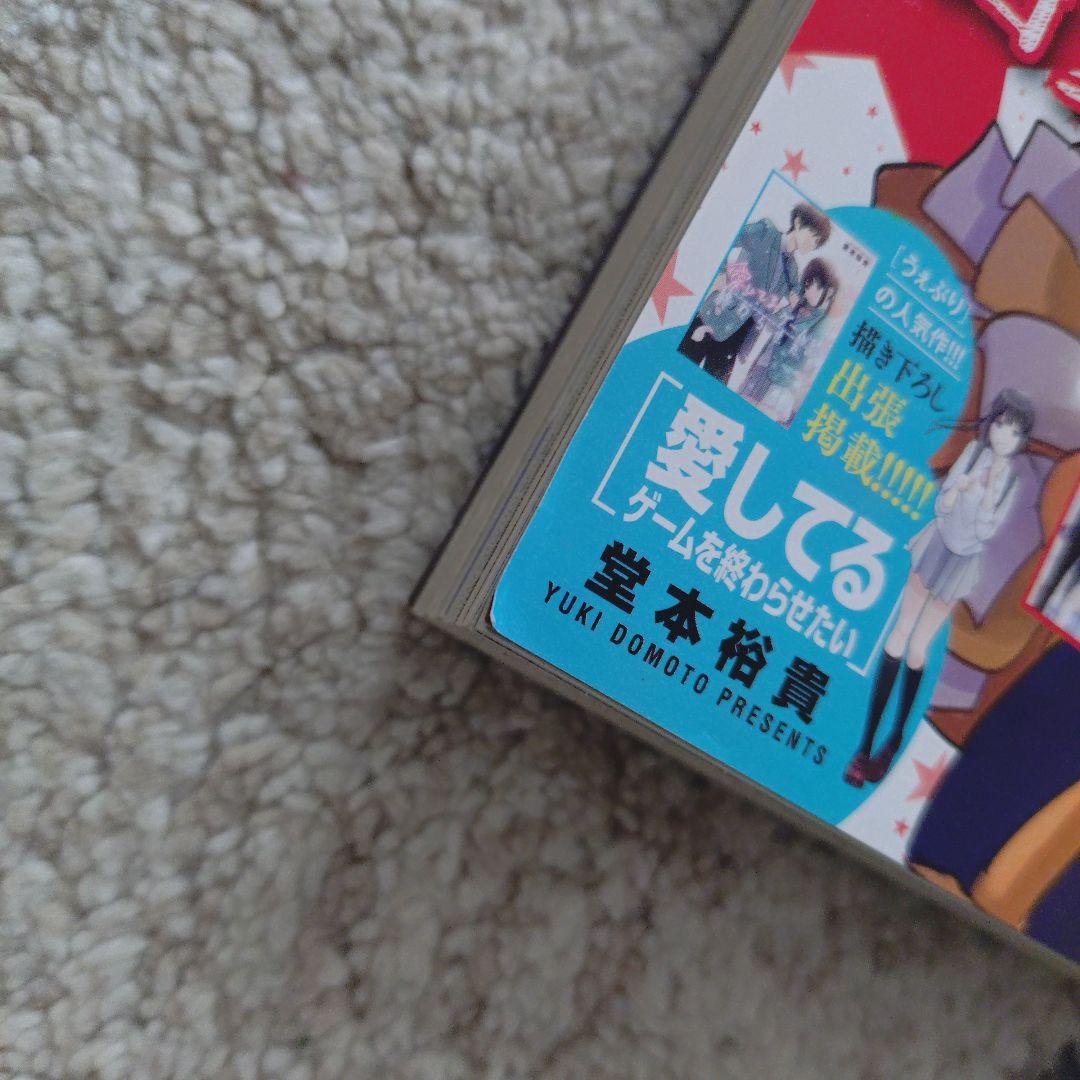 「うぇぶり」
の人気作!!!
描き下ろし
出張
掲載!!!!!
愛してる
ゲームを終わらせたい
堂本裕貴
YUKI DOMOTO PRESENTS